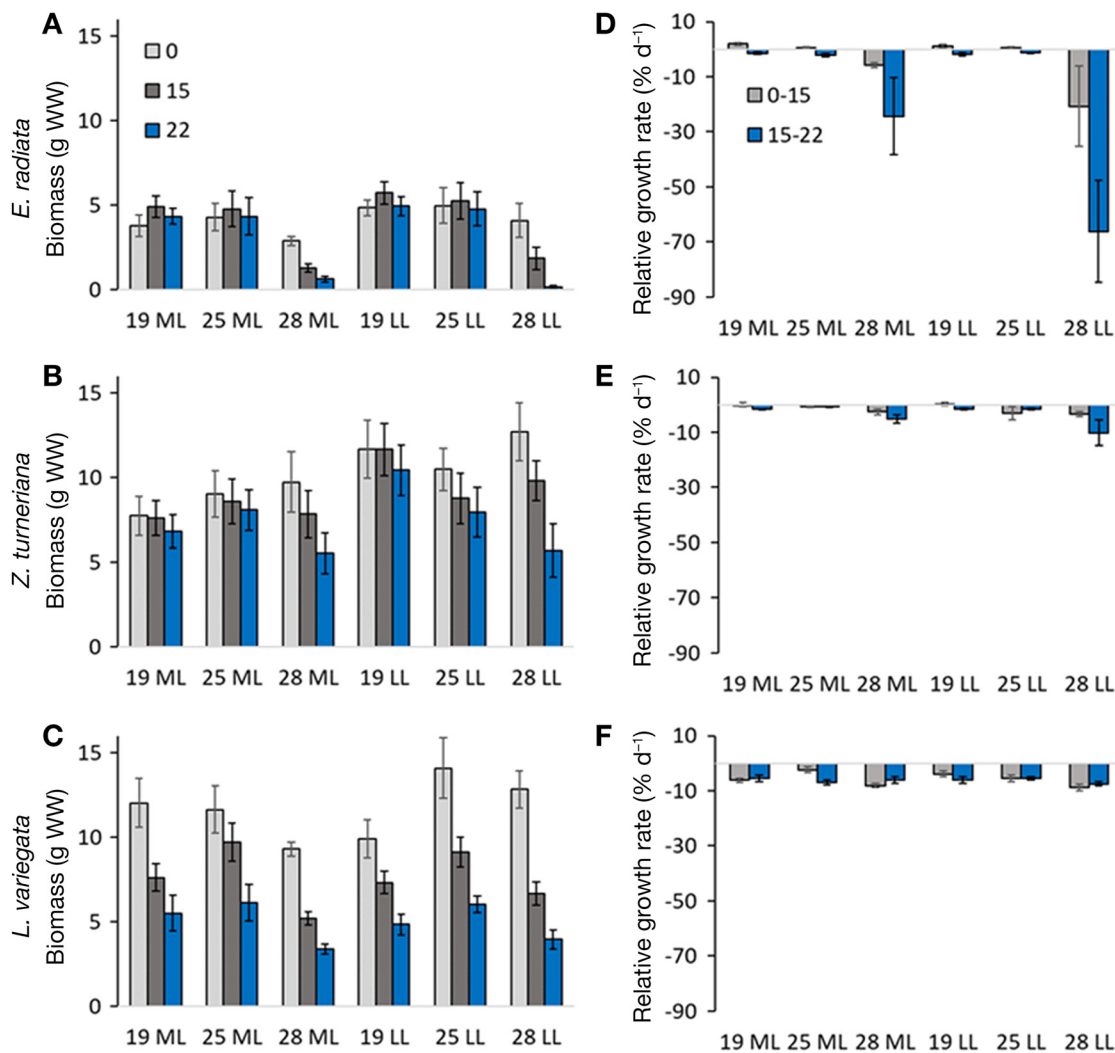 A
15
10
5
0
E. radiata
Biomass (g WW)
0
15
22
19 ML 25 ML 28 ML 19 LL 25 LL 28 LL
D
10
-10
-30
-50
-70
-90
Relative growth rate (% d⁻¹)
0-15
15-22
19 ML 25 ML 28 ML 19 LL 25 LL 28 LL
B
15
10
5
0
Z. turneriana
Biomass (g WW)
19 ML 25 ML 28 ML 19 LL 25 LL 28 LL
E
10
-10
-30
-50
-70
-90
Relative growth rate (% d⁻¹)
19 ML 25 ML 28 ML 19 LL 25 LL 28 LL
C
15
10
5
0
L. variegata
Biomass (g WW)
19 ML 25 ML 28 ML 19 LL 25 LL 28 LL
F
10
-10
-30
-50
-70
-90
Relative growth rate (% d⁻¹)
19 ML 25 ML 28 ML 19 LL 25 LL 28 LL